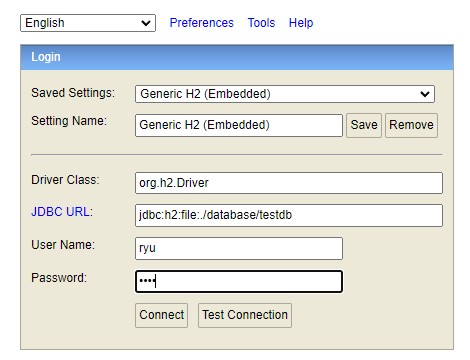 English Preferences Tools Help
Login
Saved Settings: Generic H2 (Embedded)
Setting Name: Generic H2 (Embedded) Save Remove
Driver Class: org.h2.Driver
JDBC URL: jdbc:h2:file:./database/testdb
User Name: ryu
Password: ••••
Connect Test Connection